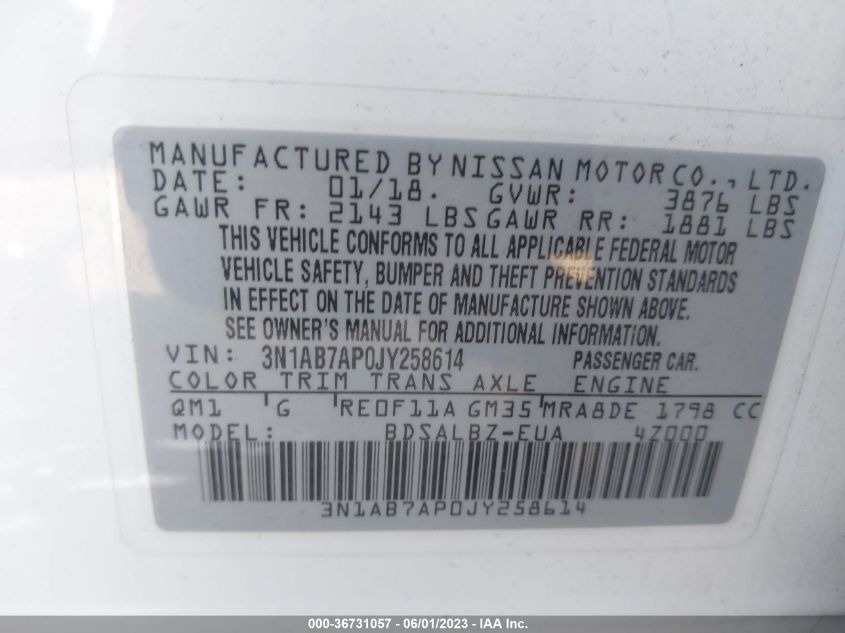 MANUFACTURED BY NISSAN MOTOR CO., LTD.
DATE: 01/18. GVWR: 3876 LBS
GAWR FR: 2143 LBS GAWR RR: 1881 LBS
THIS VEHICLE CONFORMS TO ALL APPLICABLE FEDERAL MOTOR
VEHICLE SAFETY, BUMPER AND THEFT PREVENTION STANDARDS
IN EFFECT ON THE DATE OF MANUFACTURE SHOWN ABOVE.
SEE OWNER'S MANUAL FOR ADDITIONAL INFORMATION.
VIN: 3N1AB7AP0JY258614 PASSENGER CAR.
COLOR TRIM TRANS AXLE ENGINE
QM1 G RE0F11A GM35 MRA8DE 1798 CC
MODEL: BDSALBZ-EUA 4Z000
3N1AB7AP0JY258614
000-36731057 - 06/01/2023 - IAA Inc.